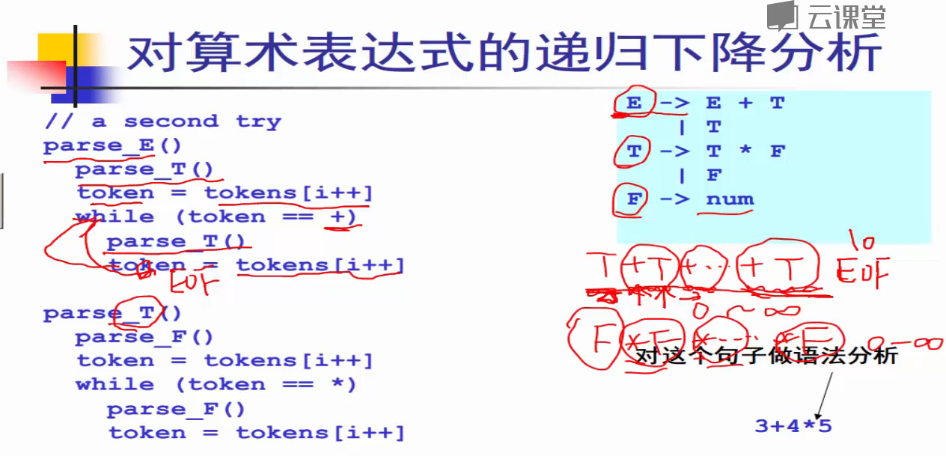 云课堂
对算术表达式的递归下降分析
// a second try
parse_E()
parse_T()
token = tokens[i++]
while (token == +)
parse_T()
token = tokens[i++]
EOF
parse_T()
parse_F()
token = tokens[i++]
while (token == *)
parse_F()
token = tokens[i++]
E -> E + T
| T
T -> T * F
| F
F -> num
T +T +... +T EOF
0 ~ ∞
F *F *... *F 0-∞
对这个句子做语法分析
3+4*5